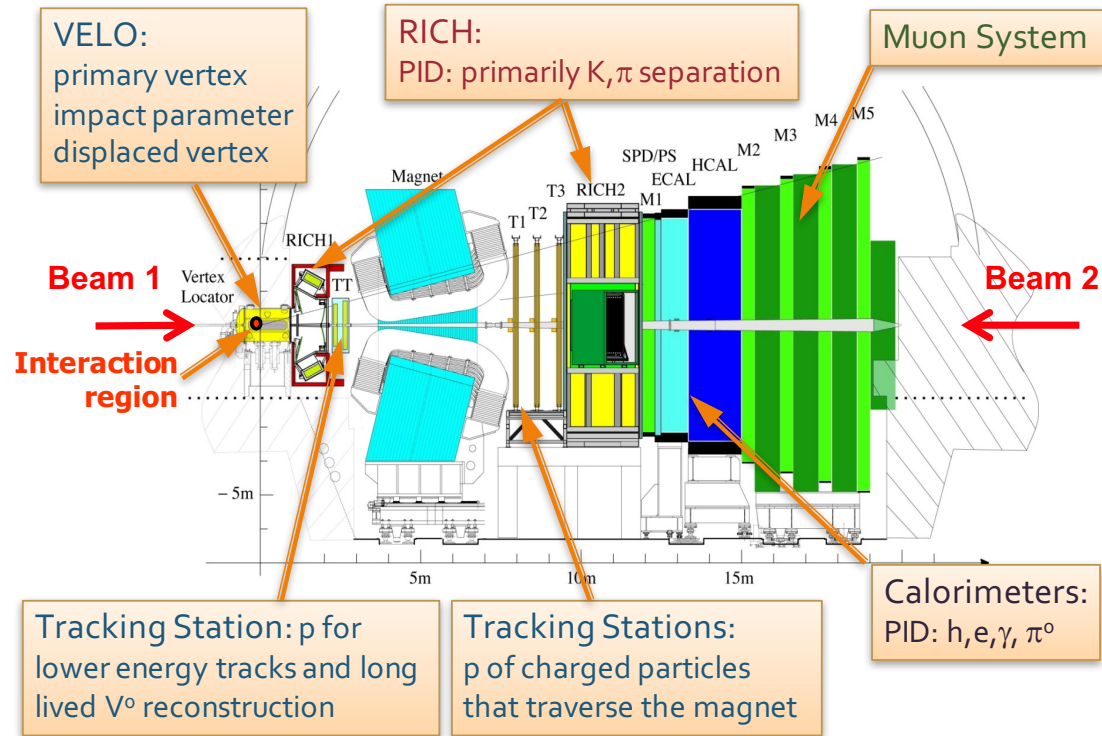 VELO:
primary vertex
impact parameter
displaced vertex
RICH:
PID: primarily K,π separation
Muon System
M5
M4
M3
M2
HCAL
SPD/PS
ECAL
M1
Magnet
T3
RICH2
T2
T1
RICH1
TT
Beam 1
Vertex
Locator
Beam 2
Interaction
region
– 5m
5m
10m
15m
z
Calorimeters:
PID: h,e,γ, πº
Tracking Station: p for
lower energy tracks and long
lived Vº reconstruction
Tracking Stations:
p of charged particles
that traverse the magnet